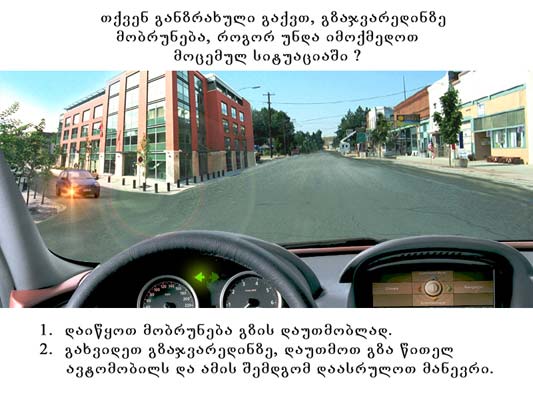 თქვენ განზრახული გაქვთ, გზაჯვარედინზე
მობრუნება, როგორ უნდა იმოქმედოთ
მოცემულ სიტუაციაში ?
1. დაიწყოთ მობრუნება გზის დაუთმობლად.
2. გახვიდეთ გზაჯვარედინზე, დაუთმოთ გზა წითელ
ავტომობილს და ამის შემდგომ დაასრულოთ მანევრი.